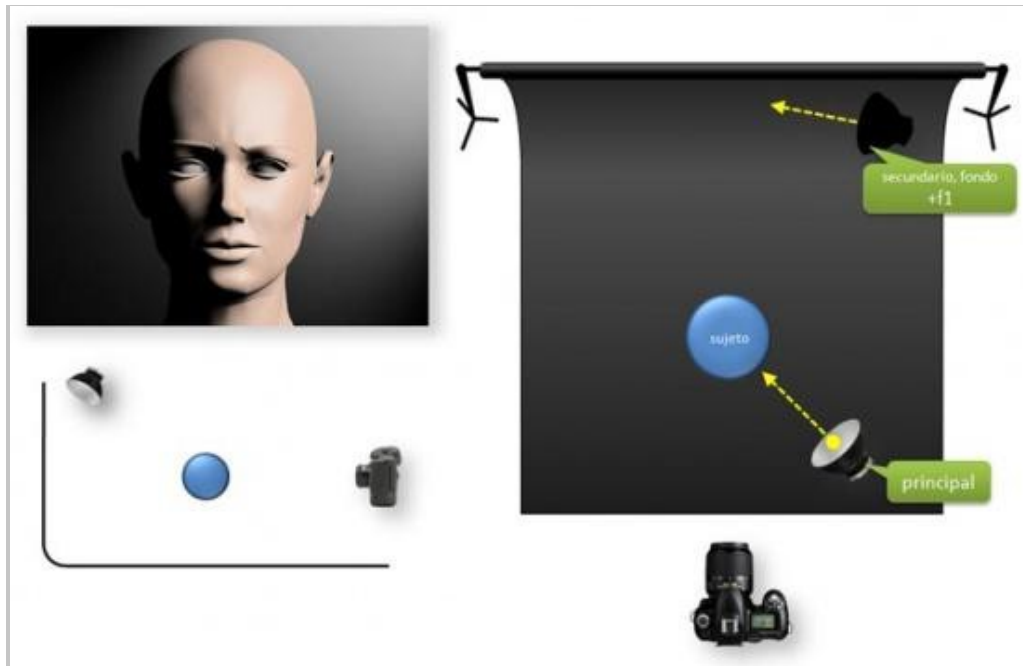 secundario, fondo
+f1
sujeto
principal